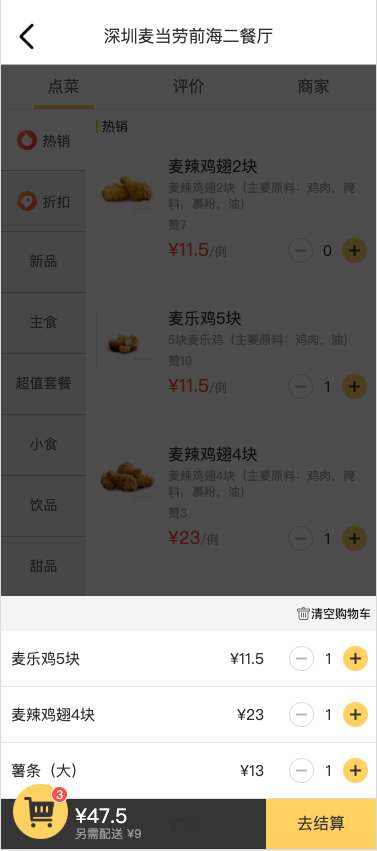 深圳麦当劳前海二餐厅
点菜 评价 商家
热销
折扣
新品
主食
超值套餐
小食
饮品
甜品
热销
麦辣鸡翅2块
麦辣鸡翅2块（主要原料：鸡肉，腌
料，裹粉，油）
赞7
¥11.5/例
0
麦乐鸡5块
5块麦乐鸡（主要原料：鸡肉，油）
赞10
¥11.5/例
1
麦辣鸡翅4块
麦辣鸡翅4块（主要原料：鸡肉，腌
料，裹粉，油）
赞3
¥23/例
1
清空购物车
麦乐鸡5块 ¥11.5 1
麦辣鸡翅4块 ¥23 1
薯条（大） ¥13 1
3
¥47.5
另需配送 ¥9
去结算